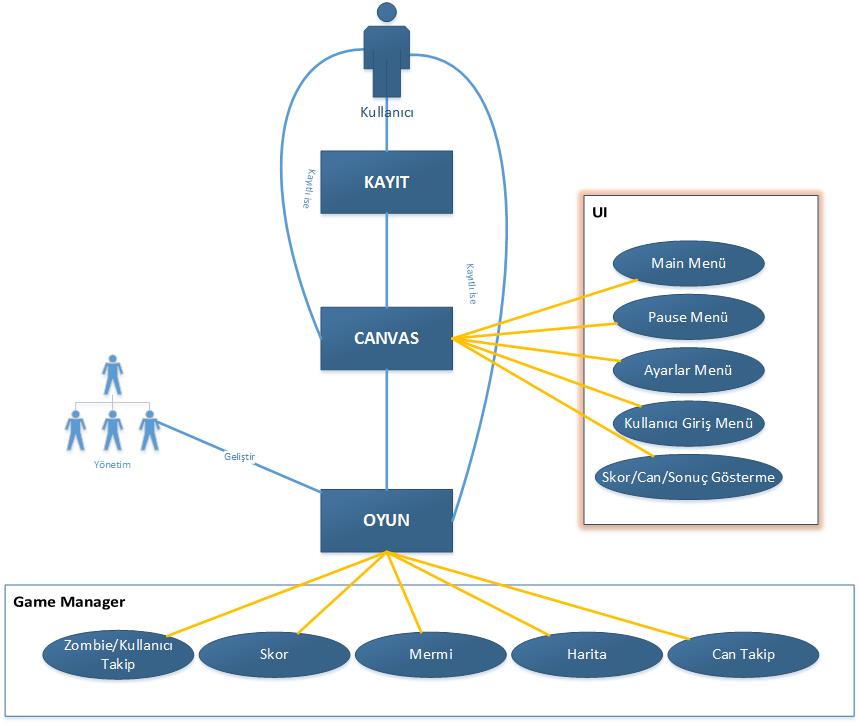 Kullanıcı
KAYIT
Kayıtlı ise
Kayıtlı ise
UI
Main Menü
Pause Menü
CANVAS
Ayarlar Menü
Kullanıcı Giriş Menü
Yönetim
Geliştir
Skor/Can/Sonuç Gösterme
OYUN
Game Manager
Zombie/Kullanıcı
Takip
Skor
Mermi
Harita
Can Takip